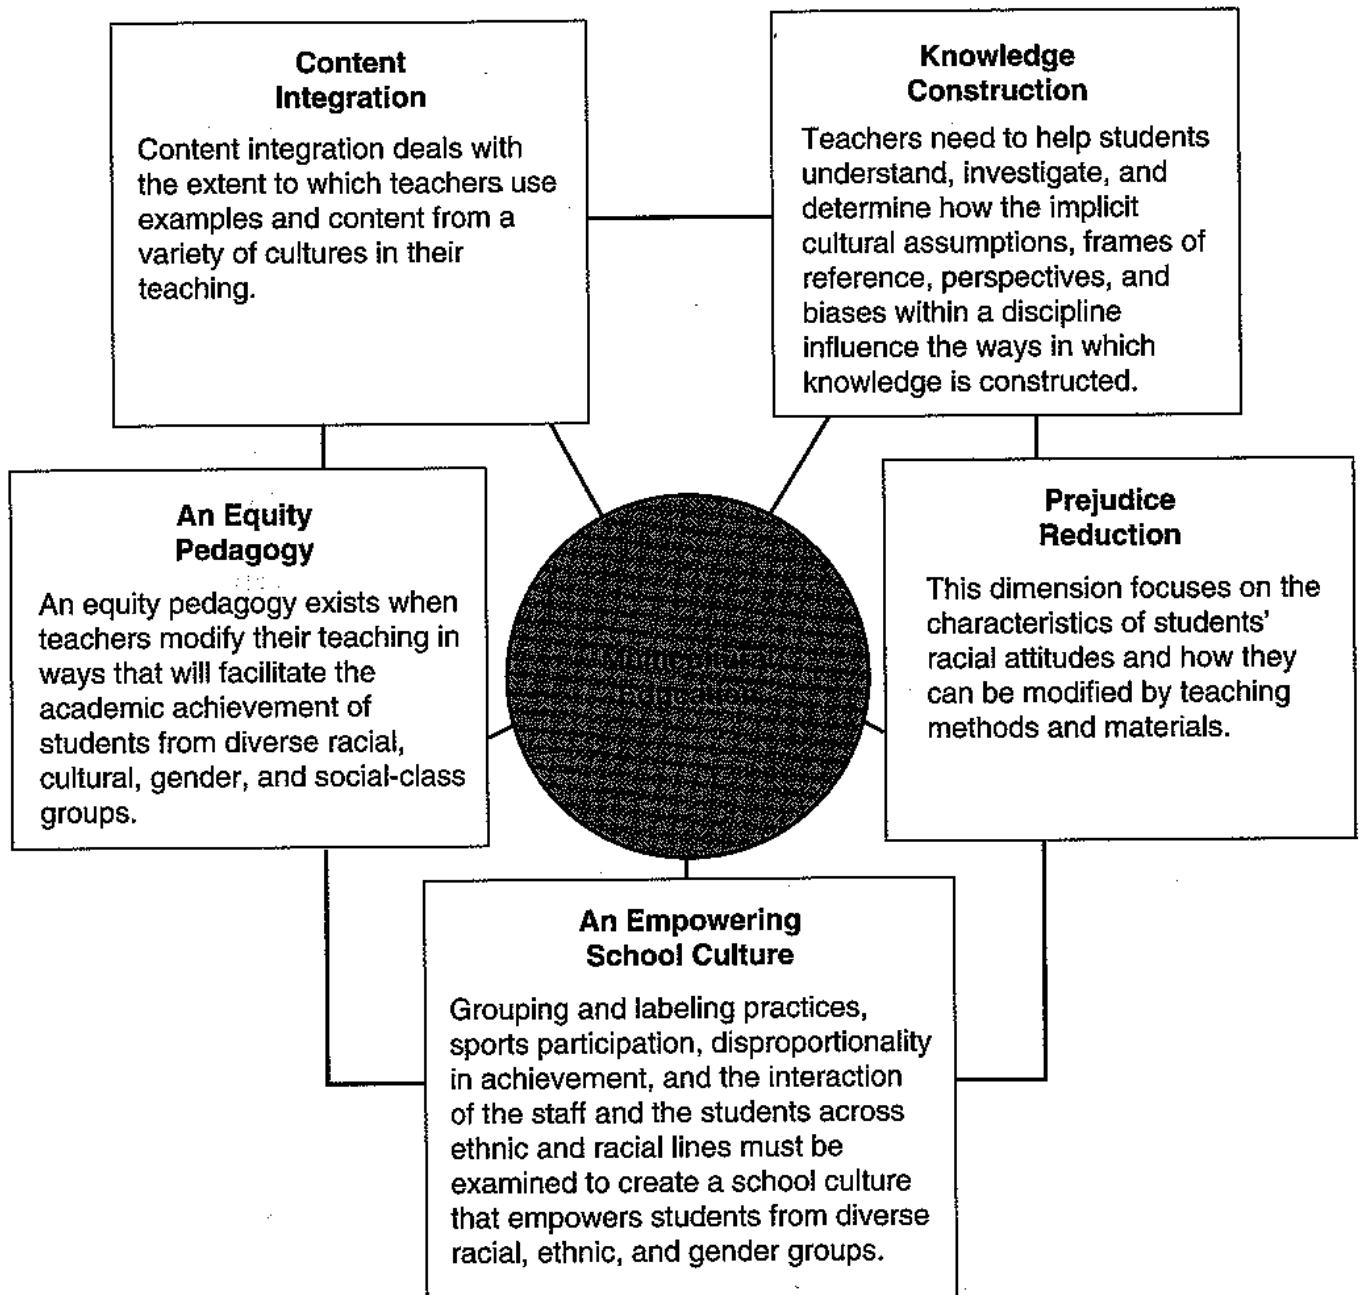 Content
Integration
Content integration deals with
the extent to which teachers use
examples and content from a
variety of cultures in their
teaching.
Knowledge
Construction
Teachers need to help students
understand, investigate, and
determine how the implicit
cultural assumptions, frames of
reference, perspectives, and
biases within a discipline
influence the ways in which
knowledge is constructed.
An Equity
Pedagogy
An equity pedagogy exists when
teachers modify their teaching in
ways that will facilitate the
academic achievement of
students from diverse racial,
cultural, gender, and social-class
groups.
Multicultural
Education
Prejudice
Reduction
This dimension focuses on the
characteristics of students'
racial attitudes and how they
can be modified by teaching
methods and materials.
An Empowering
School Culture
Grouping and labeling practices,
sports participation, disproportionality
in achievement, and the interaction
of the staff and the students across
ethnic and racial lines must be
examined to create a school culture
that empowers students from diverse
racial, ethnic, and gender groups.